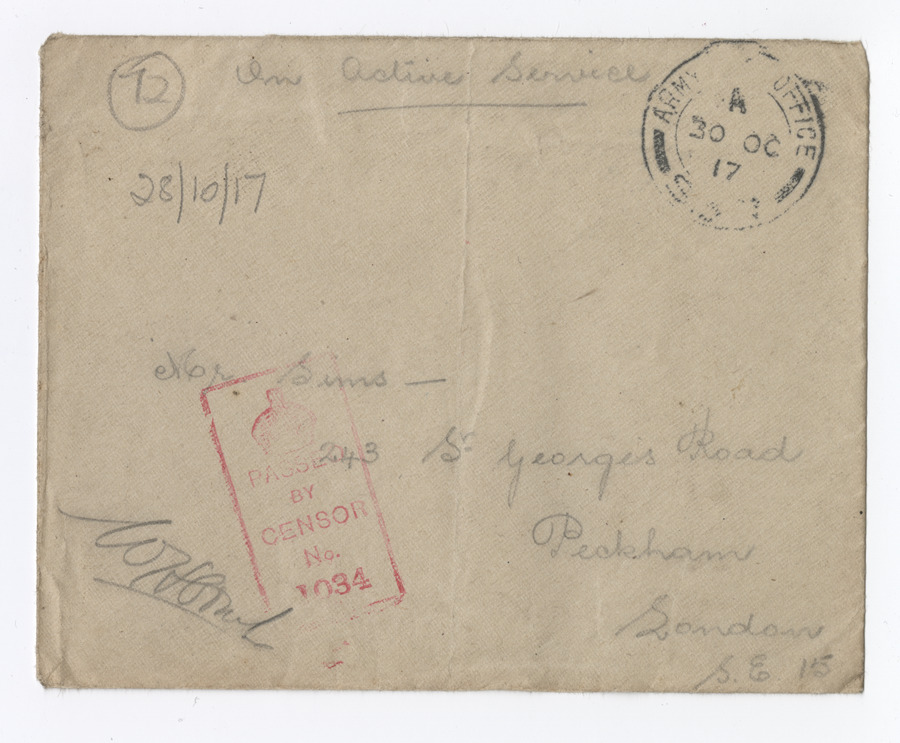 12
On Active Service
ARMY OFFICE
A
30 OC
17
28/10/17
Mr Sims —
243 St Georges Road
Peckham
London
S.E 15
PASSED
BY
CENSOR
No.
1034